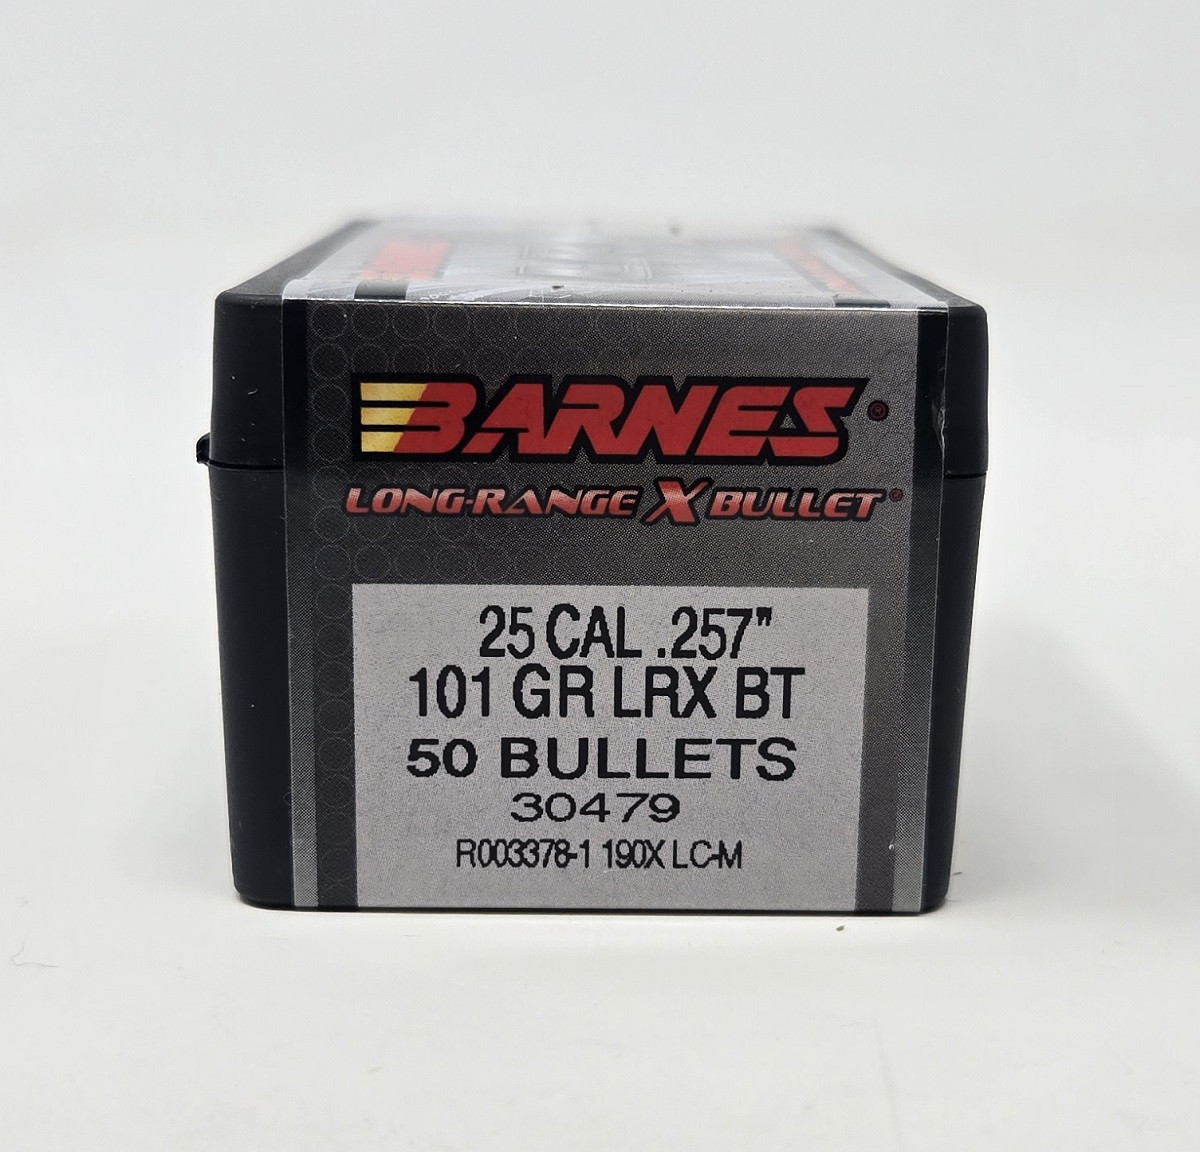 BARNES®
LONG-RANGE X BULLET®
25 CAL .257"
101 GR LRX BT
50 BULLETS
30479
R003378-1 190X LC-M